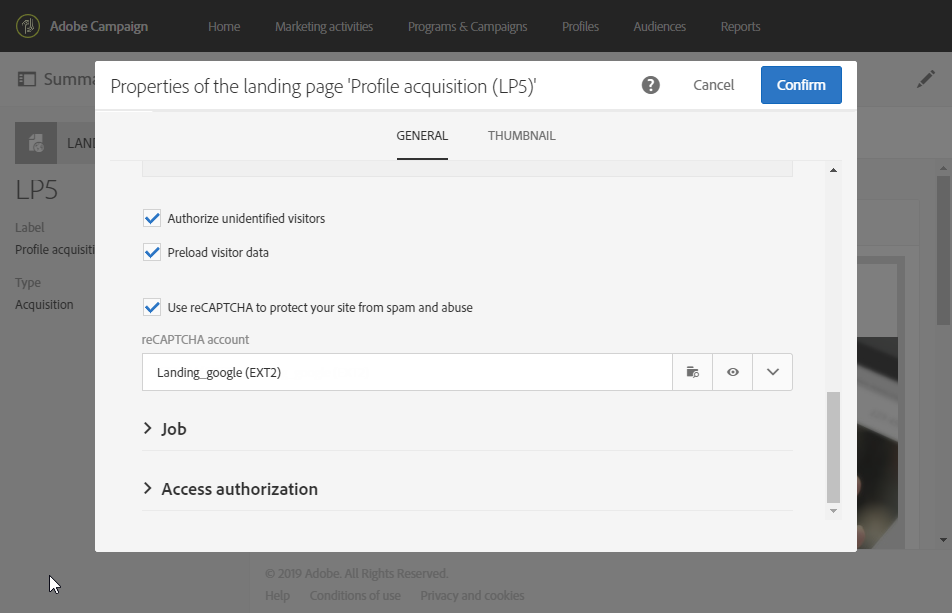 Adobe Campaign Home Marketing activities Programs & Campaigns Profiles Audiences Reports
Summa
Properties of the landing page 'Profile acquisition (LP5)' ? Cancel Confirm
GENERAL THUMBNAIL
LAND
LP5
Label
Profile acquisiti
Type
Acquisition
Authorize unidentified visitors
Preload visitor data
Use reCAPTCHA to protect your site from spam and abuse
reCAPTCHA account
Landing_google (EXT2)
Job
Access authorization
© 2019 Adobe. All Rights Reserved.
Help Conditions of use Privacy and cookies